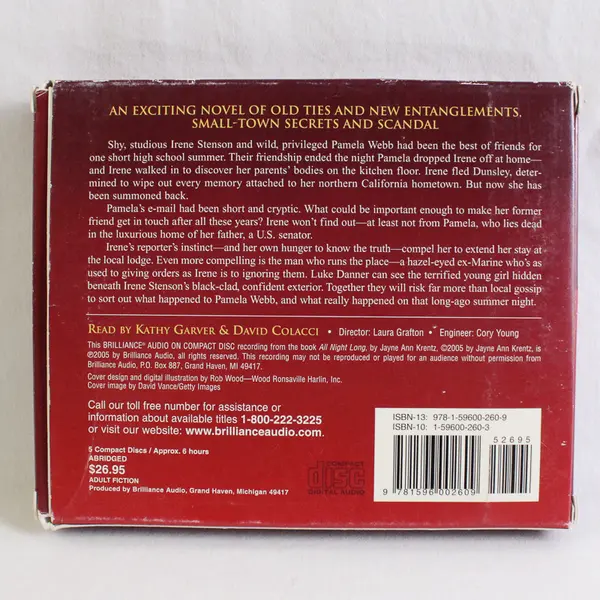 AN EXCITING NOVEL OF OLD TIES AND NEW ENTANGLEMENTS,
SMALL-TOWN SECRETS AND SCANDAL
Shy, studious Irene Stenson and wild, privileged Pamela Webb had been the best of friends for
one short high school summer. Their friendship ended the night Pamela dropped Irene off at home—
and Irene walked in to discover her parents' bodies on the kitchen floor. Irene fled Dunsley, deter-
mined to wipe out every memory attached to her northern California hometown. But now she has
been summoned back.
Pamela's e-mail had been short and cryptic. What could be important enough to make her former
friend get in touch after all these years? Irene won't find out—at least not from Pamela, who lies dead
in the luxurious home of her father, a U.S. senator.
Irene's reporter's instinct—and her own hunger to know the truth—compel her to extend her stay at
the local lodge. Even more compelling is the man who runs the place—a hazel-eyed ex-Marine who's as
used to giving orders as Irene is to ignoring them. Luke Danner can see the terrified young girl hidden
beneath Irene Stenson's black-clad, confident exterior. Together they will risk far more than local gossip
to sort out what happened to Pamela Webb, and what really happened on that long-ago summer night.
READ BY KATHY GARVER & DAVID COLACCI • Director: Laura Grafton • Engineer: Cory Young
This BRILLIANCE® AUDIO ON COMPACT DISC recording from the book All Night Long, by Jayne Ann Krentz, ©2005 by Jayne Ann Krentz, is
℗2005 by Brilliance Audio, all rights reserved. This recording may not be reproduced or played for an audience without permission from
Brilliance Audio, P.O. Box 887, Grand Haven, MI 49417.
Cover design and digital illustration by Rob Wood—Wood Ronsaville Harlin, Inc.
Cover image by David Vance/Getty Images
Call our toll free number for assistance or
information about available titles 1-800-222-3225
or visit our website: www.brillianceaudio.com.
5 Compact Discs / Approx. 6 hours
ABRIDGED
$26.95
ADULT FICTION
Produced by Brilliance Audio, Grand Haven, Michigan 49417
COMPACT
disc
DIGITAL AUDIO
ISBN-13: 978-1-59600-260-9
ISBN-10: 1-59600-260-3
52695
9 781596 002609